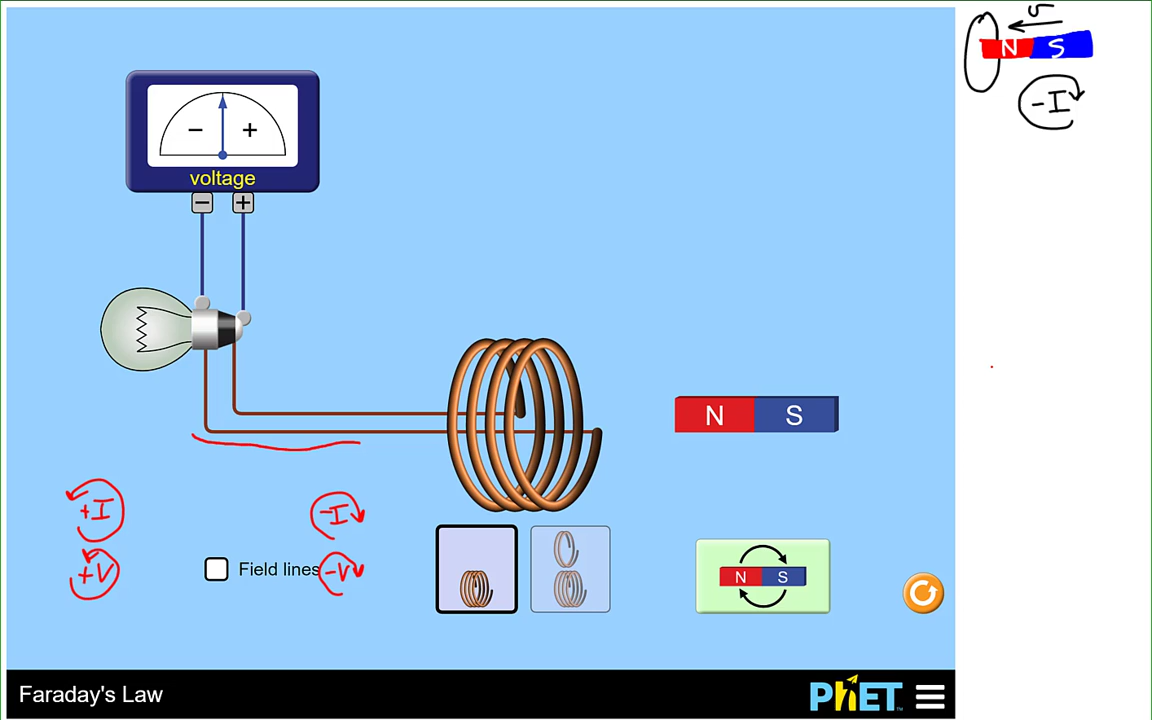 v
N S
-I
- +
voltage
- +
N S
+I -I
+V Field lines -V
N S
Faraday's Law PhET